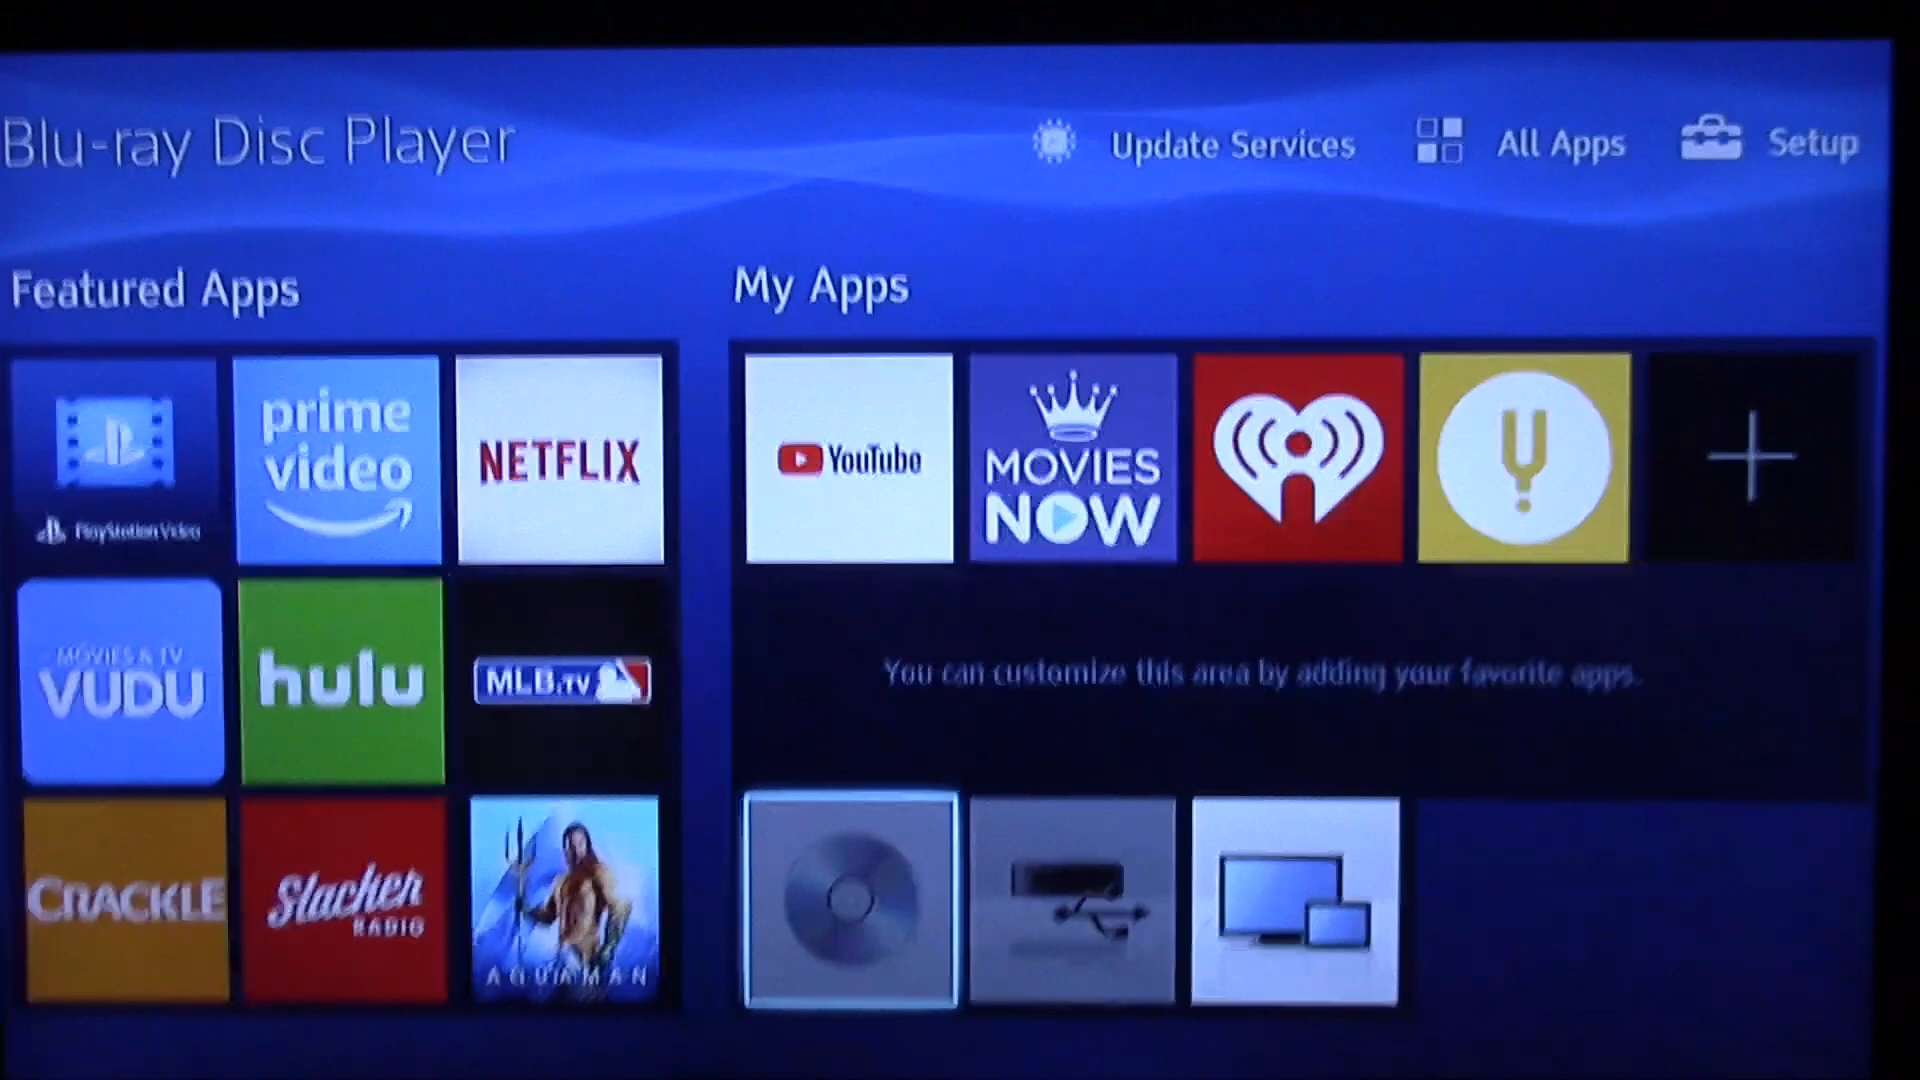 Blu-ray Disc Player
Update Services
All Apps
Setup
Featured Apps
My Apps
PlayStation Video
prime
video
NETFLIX
YouTube
MOVIES
NOW
MOVIES & TV
VUDU
hulu
MLB.TV
You can customize this area by adding your favorite apps.
CRACKLE
Slacker
RADIO
AQUAMAN